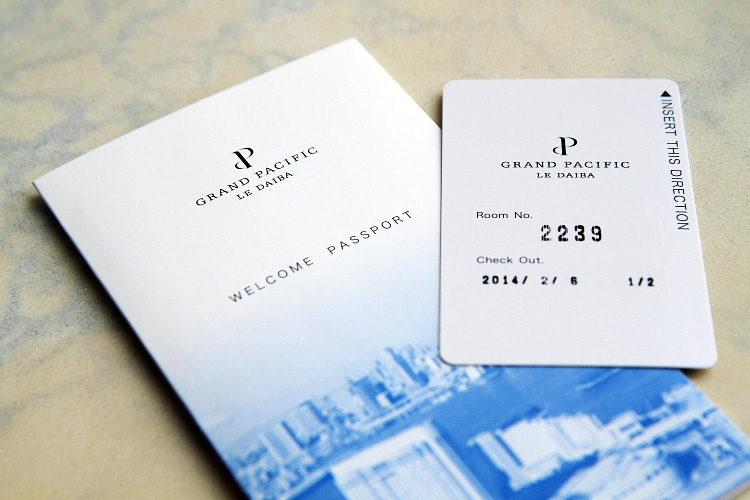 GRAND PACIFIC
LE DAIBA
WELCOME PASSPORT
GRAND PACIFIC
LE DAIBA
Room No.
2239
Check Out.
2014/ 2/ 6 1/2
▲INSERT THIS DIRECTION